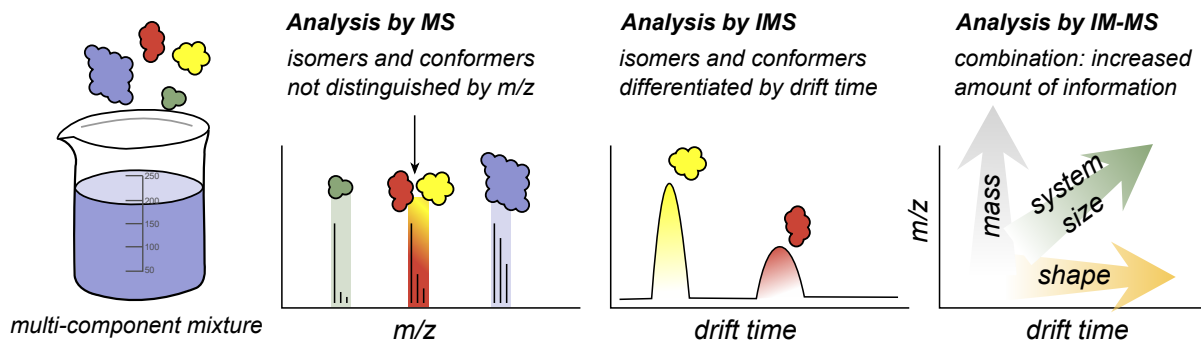 250
200
150
100
50
multi-component mixture
Analysis by MS
isomers and conformers
not distinguished by m/z
m/z
Analysis by IMS
isomers and conformers
differentiated by drift time
drift time
Analysis by IM-MS
combination: increased
amount of information
m/z
mass
system
size
shape
drift time